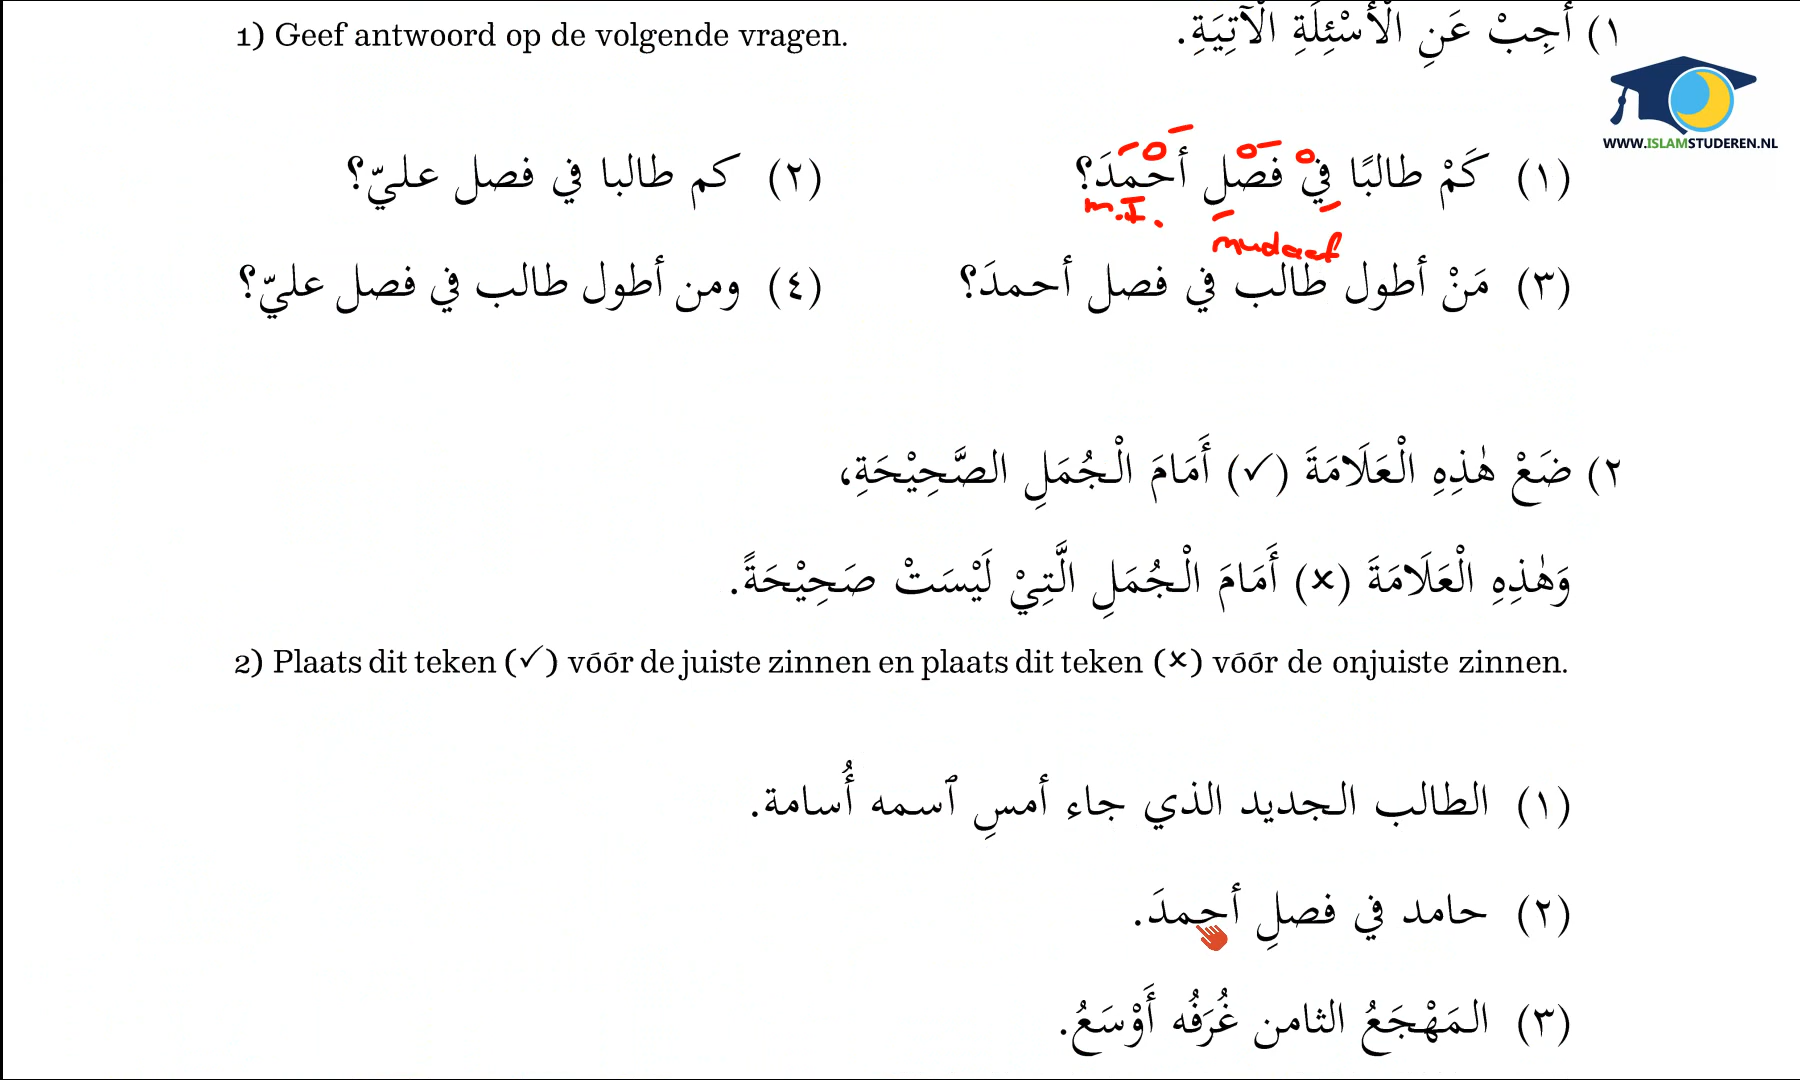 1) Geef antwoord op de volgende vragen.
١) أَجِبْ عَنِ الْأَسْئِلَةِ الْآتِيَةِ.
WWW.ISLAMSTUDEREN.NL
(١) كَمْ طالبًا فِيْ فَصْلِ أَحْمَدَ؟
m.I.
mudaaf
(٢) كم طالبا في فصل عليّ؟
(٣) مَنْ أطول طالب في فصل أحمدَ؟
(٤) ومن أطول طالب في فصل عليّ؟
٢) ضَعْ هٰذِهِ الْعَلَامَةَ (✓) أَمَامَ الْجُمَلِ الصَّحِيْحَةِ،
وَهٰذِهِ الْعَلَامَةَ (×) أَمَامَ الْجُمَلِ الَّتِيْ لَيْسَتْ صَحِيْحَةً.
2) Plaats dit teken (✓) vóór de juiste zinnen en plaats dit teken (×) vóór de onjuiste zinnen.
(١) الطالب الجديد الذي جاء أمسِ ٱسمه أُسامة.
(٢) حامد في فصلِ أحمدَ.
(٣) المَهْجَعُ الثامن غُرَفُه أَوْسَعُ.